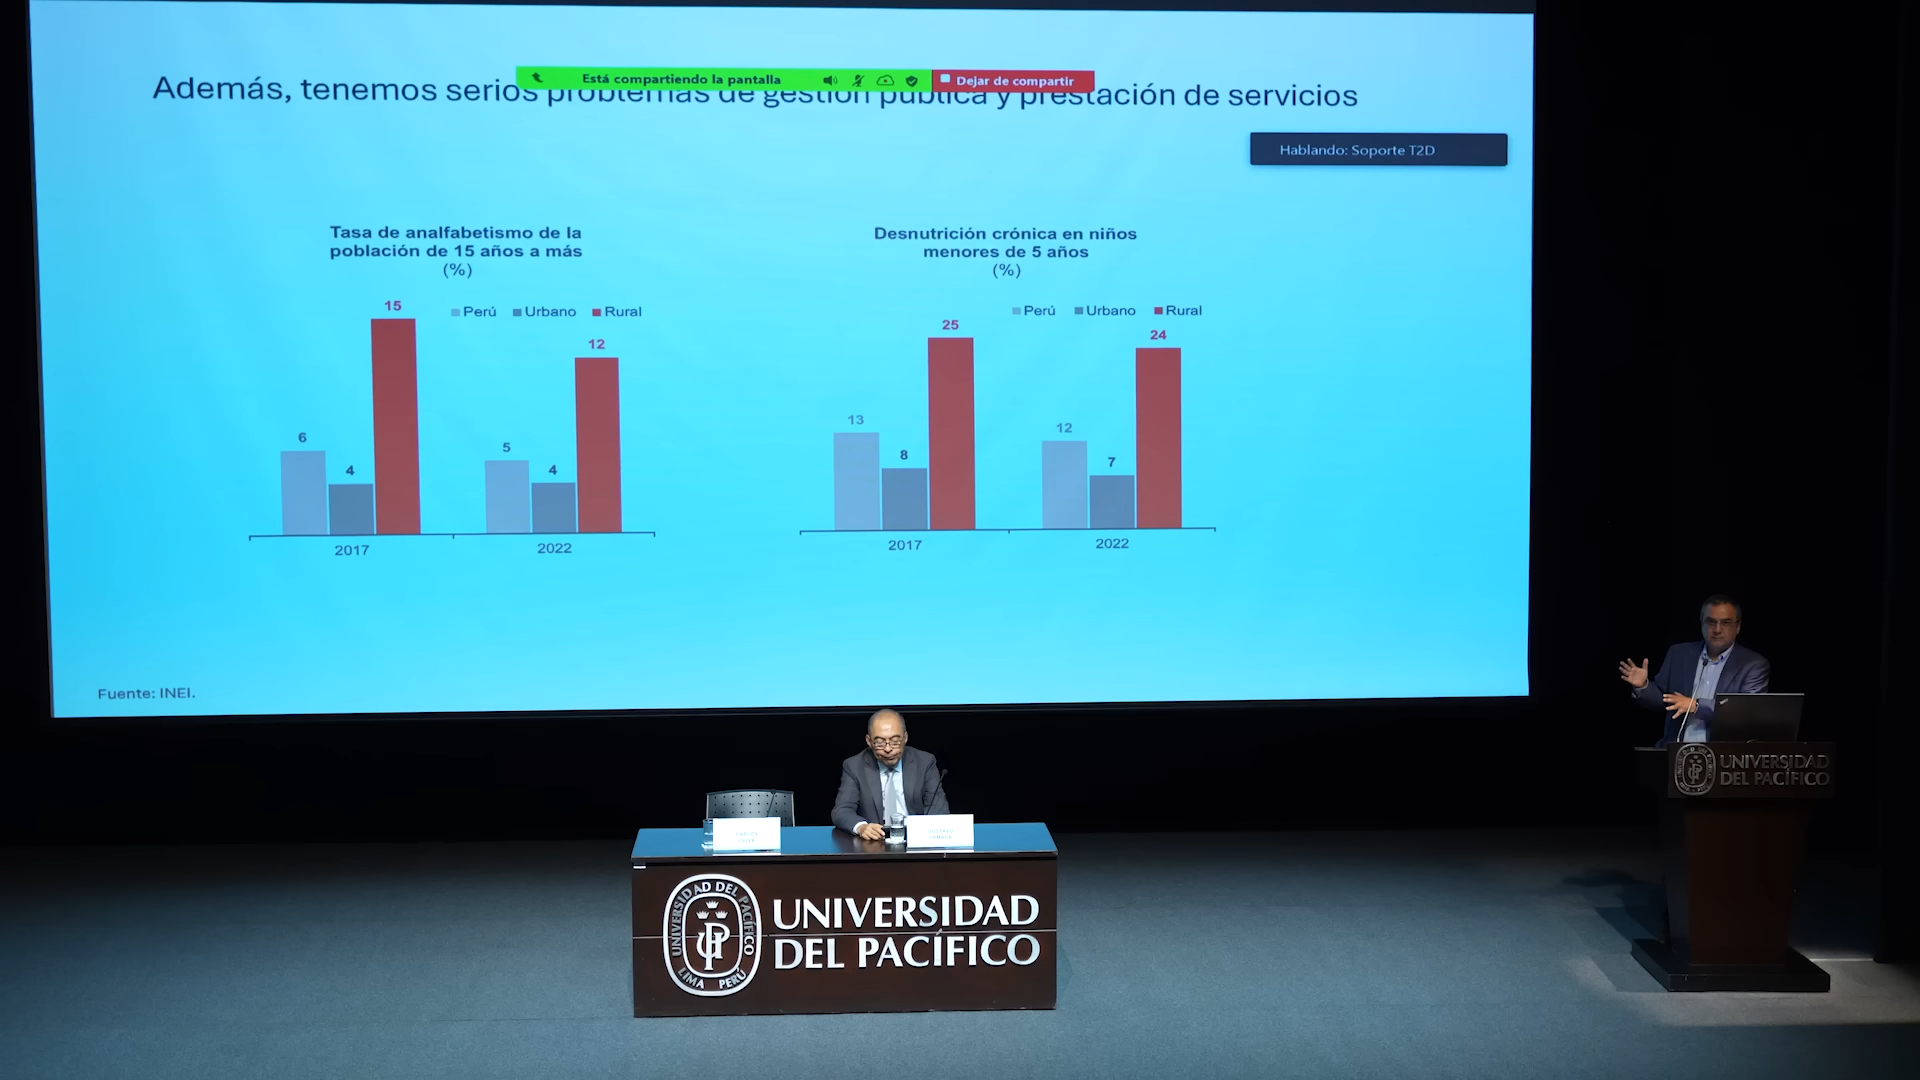 Además, tenemos serios problemas de gestión pública y prestación de servicios
Está compartiendo la pantalla
Dejar de compartir
Hablando: Soporte T2D
Tasa de analfabetismo de la
población de 15 años a más
(%)
Perú Urbano Rural
15
12
6
4
5
4
2017
2022
Desnutrición crónica en niños
menores de 5 años
(%)
Perú Urbano Rural
25
24
13
8
12
7
2017
2022
Fuente: INEI.
UNIVERSIDAD
DEL PACÍFICO
UNIVERSIDAD DEL PACÍFICO
LIMA PERÚ
UNIVERSIDAD
DEL PACÍFICO